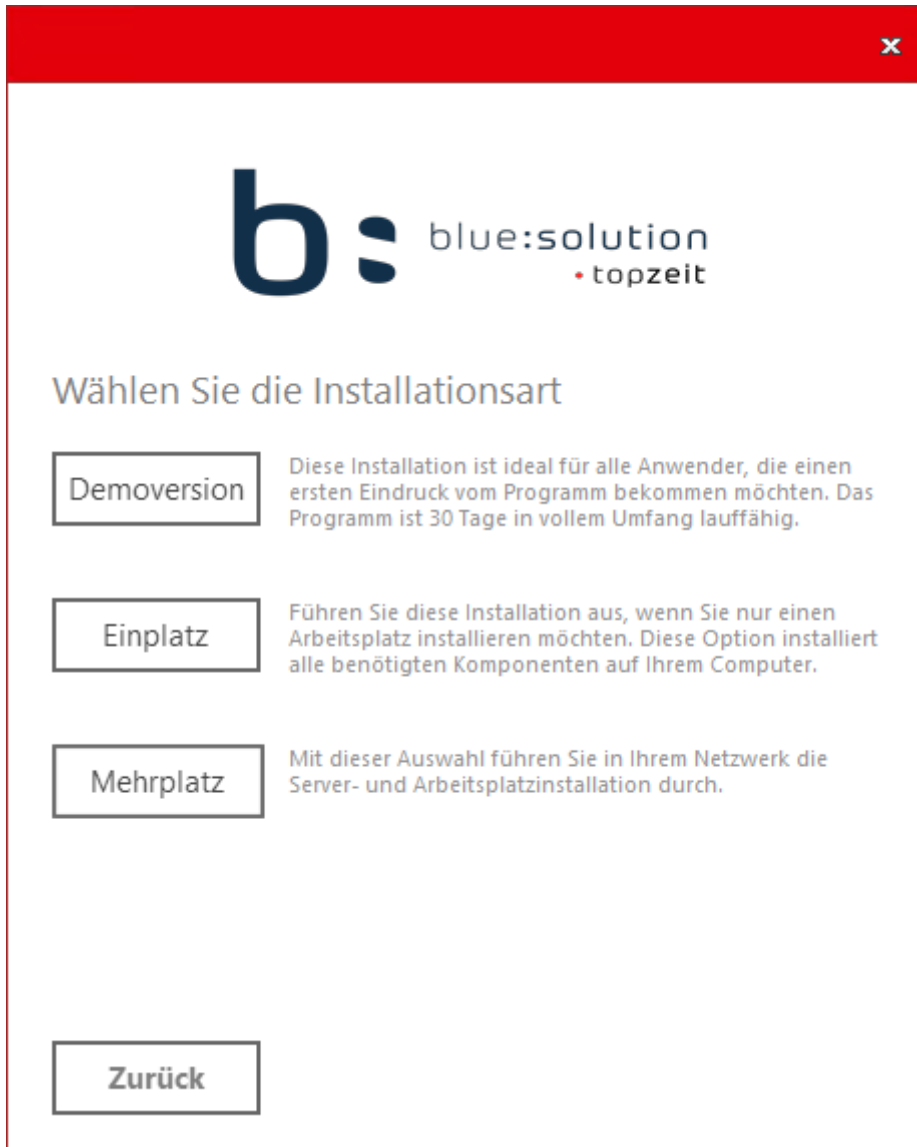 b:
blue:solution
• topzeit
Wählen Sie die Installationsart
Demoversion
Diese Installation ist ideal für alle Anwender, die einen
ersten Eindruck vom Programm bekommen möchten. Das
Programm ist 30 Tage in vollem Umfang lauffähig.
Einplatz
Führen Sie diese Installation aus, wenn Sie nur einen
Arbeitsplatz installieren möchten. Diese Option installiert
alle benötigten Komponenten auf Ihrem Computer.
Mehrplatz
Mit dieser Auswahl führen Sie in Ihrem Netzwerk die
Server- und Arbeitsplatzinstallation durch.
Zurück